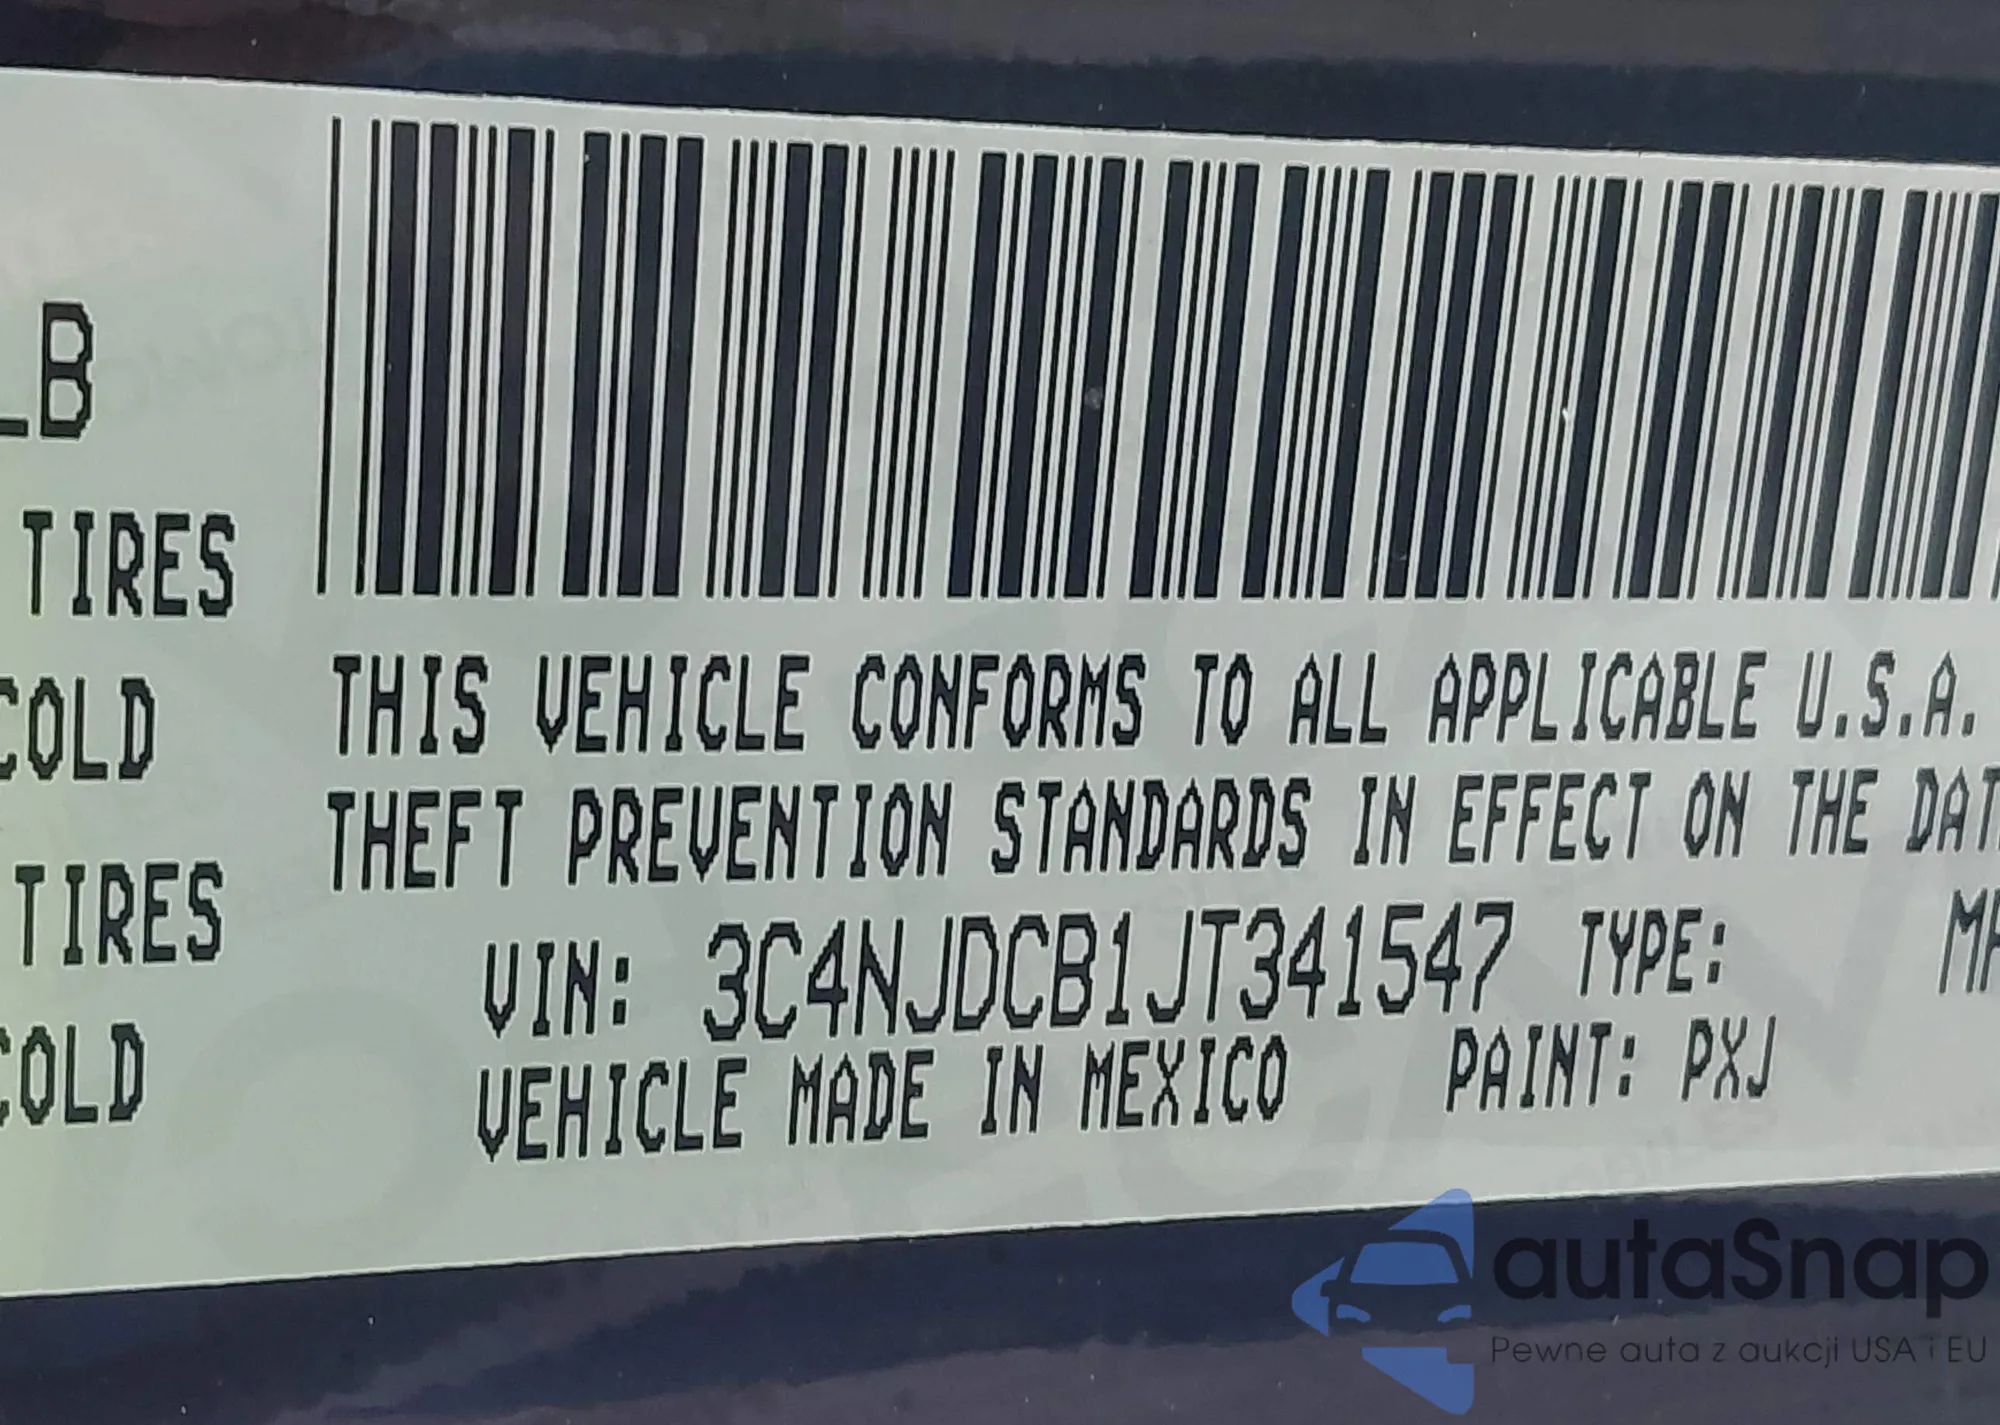 LB
TIRES
COLD
TIRES
COLD
THIS VEHICLE CONFORMS TO ALL APPLICABLE U.S.A.
THEFT PREVENTION STANDARDS IN EFFECT ON THE DAT
VIN: 3C4NJDCB1JT341547 TYPE:
VEHICLE MADE IN MEXICO PAINT: PXJ
autaSnap
Pewne auta z aukcji USA i EU